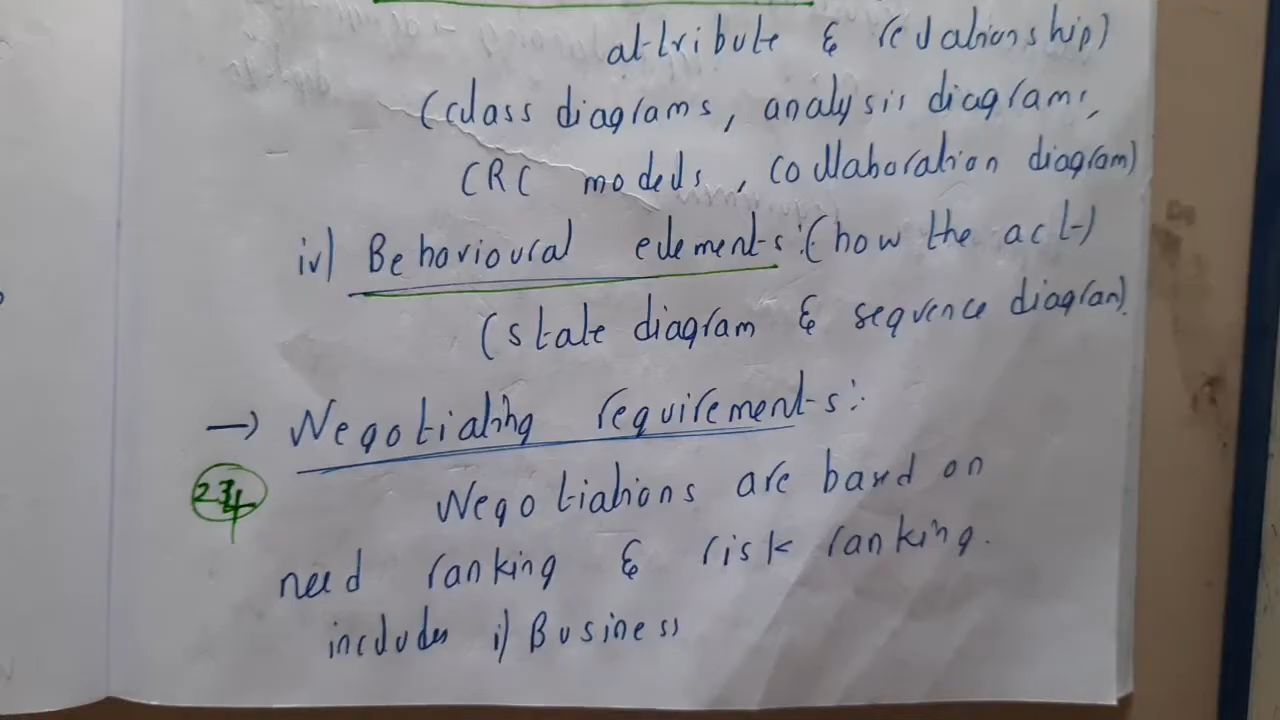 attribute & relationship)
(class diagrams, analysis diagrams,
CRC models, collaboration diagram)
iv) Behavioural elements: (how the act)
(state diagram & sequence diagram).
→ Negotiating requirements:
234
Negotiations are based on
need ranking & risk ranking.
includes i) Business